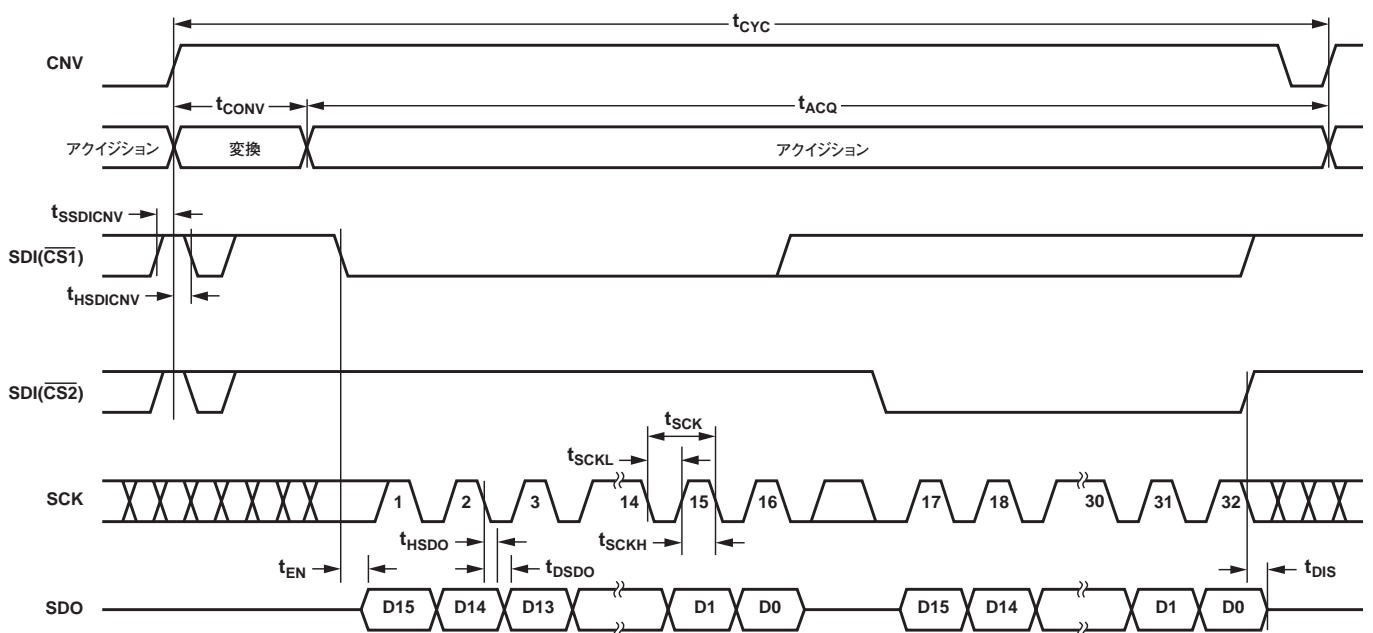 tCYC
CNV
tCONV
tACQ
アクイジション
変換
アクイジション
tSSDICNV
SDI(CS1)
tHSDICNV
SDI(CS2)
tSCK
tSCKL
SCK
1 2 3 14 15 16 17 18 30 31 32
tHSDO
tSCKH
tEN
tDSDO
tDIS
SDO
D15 D14 D13 D1 D0 D15 D14 D1 D0